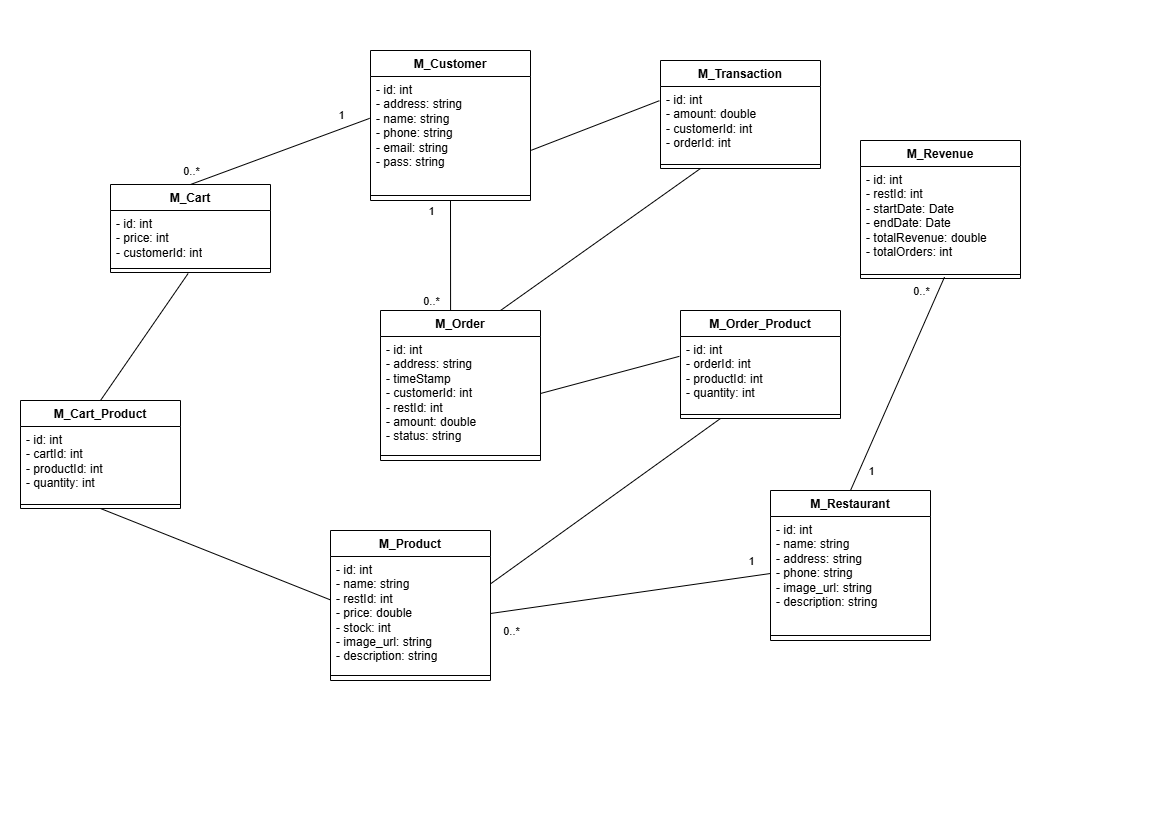 M_Customer
- id: int
- address: string
- name: string
- phone: string
- email: string
- pass: string
M_Transaction
- id: int
- amount: double
- customerId: int
- orderId: int
M_Revenue
- id: int
- restId: int
- startDate: Date
- endDate: Date
- totalRevenue: double
- totalOrders: int
1
0..*
M_Cart
- id: int
- price: int
- customerId: int
1
0..*
M_Order
- id: int
- address: string
- timeStamp
- customerId: int
- restId: int
- amount: double
- status: string
M_Order_Product
- id: int
- orderId: int
- productId: int
- quantity: int
0..*
1
M_Cart_Product
- id: int
- cartId: int
- productId: int
- quantity: int
M_Product
- id: int
- name: string
- restId: int
- price: double
- stock: int
- image_url: string
- description: string
1
0..*
M_Restaurant
- id: int
- name: string
- address: string
- phone: string
- image_url: string
- description: string